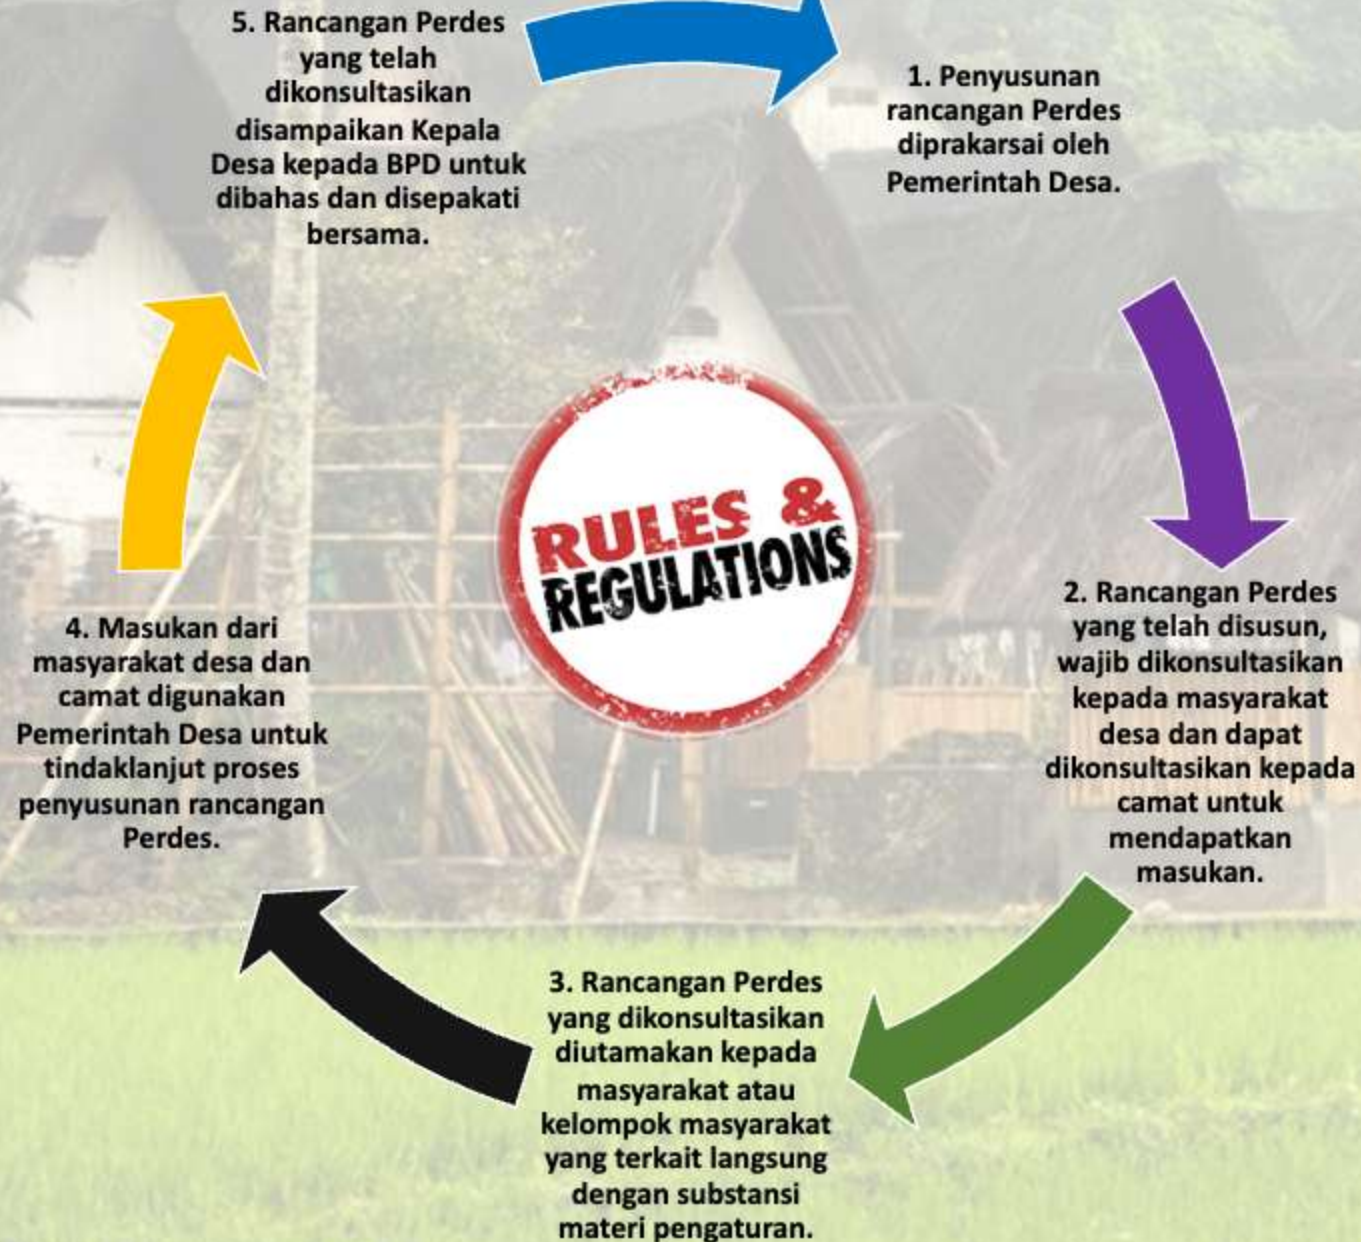 5. Rancangan Perdes
yang telah
dikonsultasikan
disampaikan Kepala
Desa kepada BPD untuk
dibahas dan disepakati
bersama.
1. Penyusunan
rancangan Perdes
diprakarsai oleh
Pemerintah Desa.
RULES &
REGULATIONS
2. Rancangan Perdes
yang telah disusun,
wajib dikonsultasikan
kepada masyarakat
desa dan dapat
dikonsultasikan kepada
camat untuk
mendapatkan
masukan.
4. Masukan dari
masyarakat desa dan
camat digunakan
Pemerintah Desa untuk
tindaklanjut proses
penyusunan rancangan
Perdes.
3. Rancangan Perdes
yang dikonsultasikan
diutamakan kepada
masyarakat atau
kelompok masyarakat
yang terkait langsung
dengan substansi
materi pengaturan.